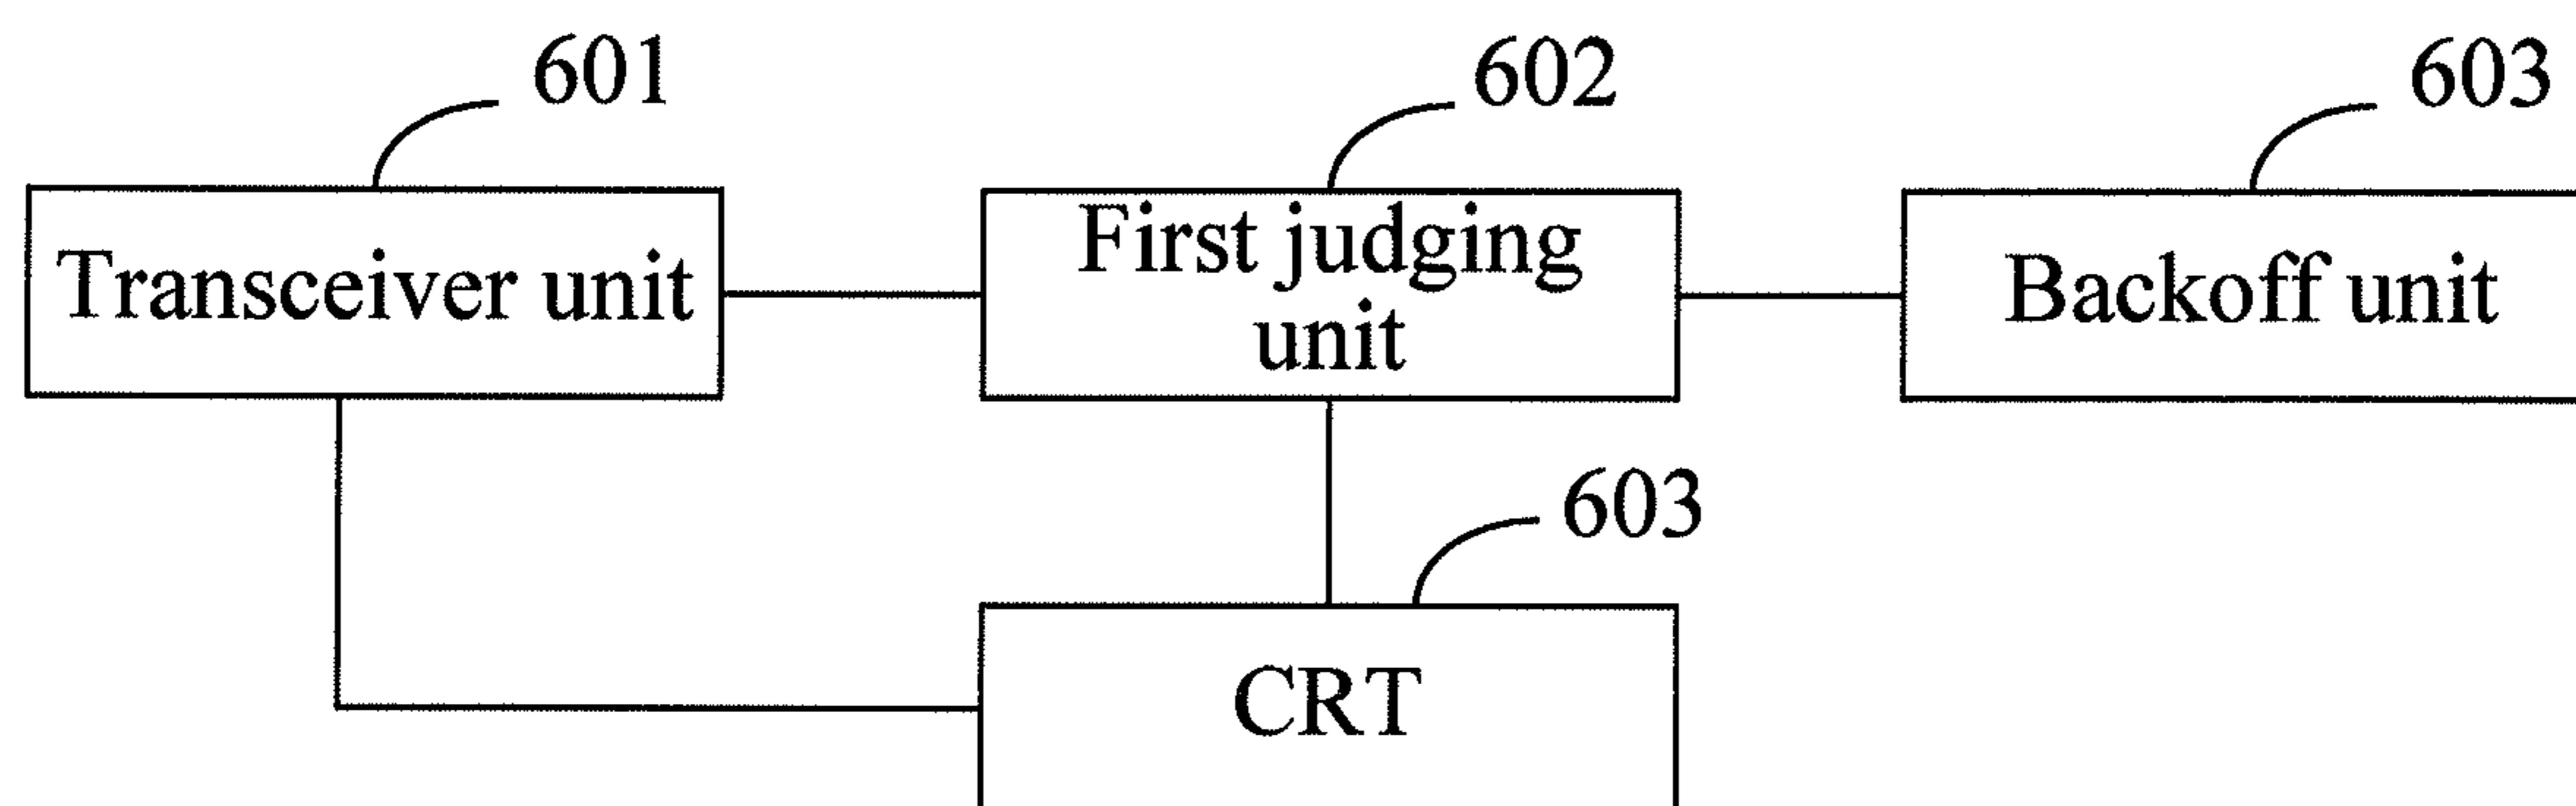 601
602
603
Transceiver unit
First judging
unit
Backoff unit
603
CRT